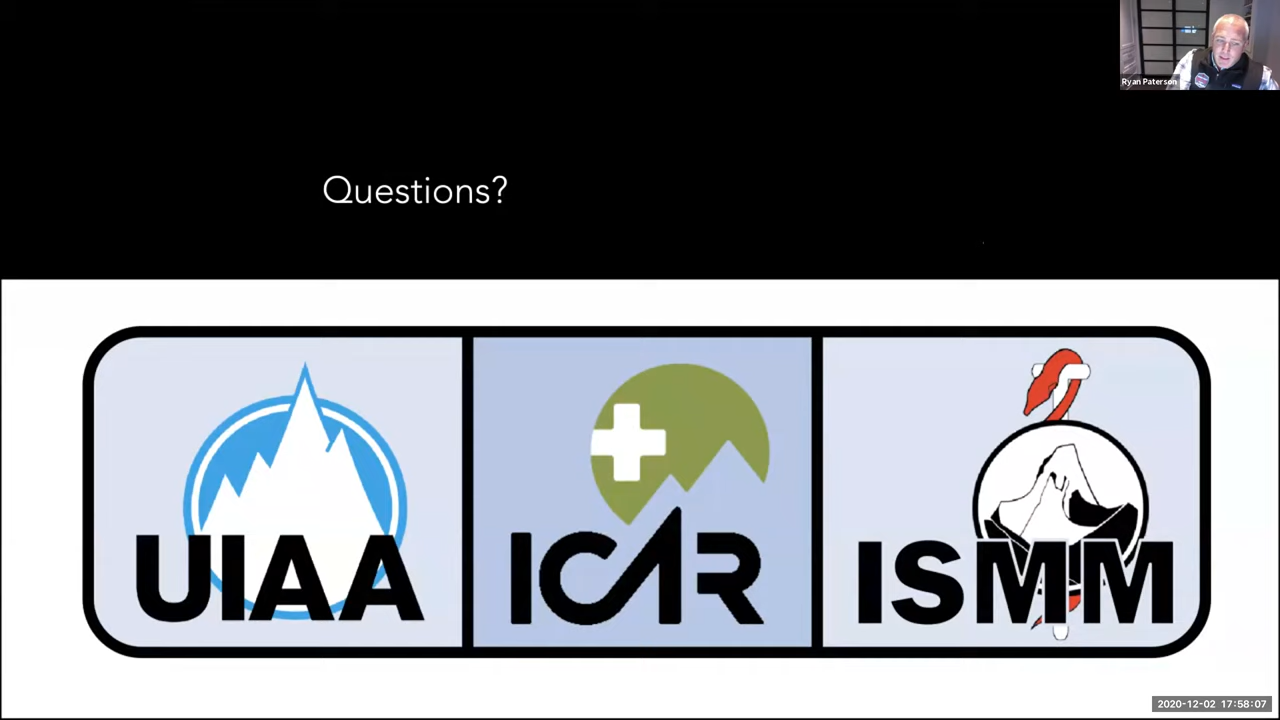 Ryan Paterson
Questions?
UIAA
ICAR
ISMM
2020-12-02 17:58:07